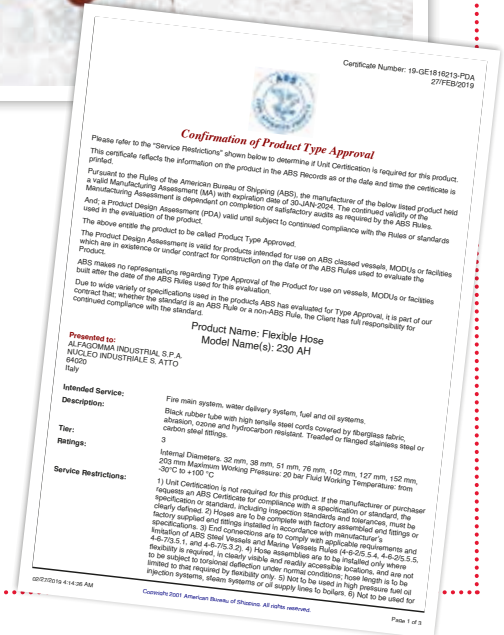 Certificate Number: 19-GE1816213-PDA
27/FEB/2019
ABS
Confirmation of Product Type Approval
Please refer to the "Service Restrictions" shown below to determine if Unit Certification is required for this product.
This certificate reflects the information on the product in the ABS Records as of the date and time the certificate is
printed.
Pursuant to the Rules of the American Bureau of Shipping (ABS), the manufacturer of the below listed product held
a valid Manufacturing Assessment (MA) with expiration date of 30-JAN-2024. The continued validity of the
Manufacturing Assessment is dependent on completion of satisfactory audits as required by the ABS Rules.
And; a Product Design Assessment (PDA) valid until subject to continued compliance with the Rules or standards
used in the evaluation of the product.
The above entitle the product to be called Product Type Approved.
The Product Design Assessment is valid for products intended for use on ABS classed vessels, MODUs or facilities
which are in existence or under contract for construction on the date of the ABS Rules used to evaluate the
Product.
ABS makes no representations regarding Type Approval of the Product for use on vessels, MODUs or facilities
built after the date of the ABS Rules used for this evaluation.
Due to wide variety of specifications used in the products ABS has evaluated for Type Approval, it is part of our
contract that; whether the standard is an ABS Rule or a non-ABS Rule, the Client has full responsibility for
continued compliance with the standard.
Product Name: Flexible Hose
Model Name(s): 230 AH
Presented to:
ALFAGOMMA INDUSTRIAL S.P.A.
NUCLEO INDUSTRIALE S. ATTO
64020
Italy
Intended Service: Fire main system, water delivery system, fuel and oil systems.
Description: Black rubber tube with high tensile steel cords covered by fiberglass fabric,
abrasion, ozone and hydrocarbon resistant. Treaded or flanged stainless steel or
carbon steel fittings.
Tier: 3
Ratings: Internal Diameters. 32 mm, 38 mm, 51 mm, 76 mm, 102 mm, 127 mm, 152 mm,
203 mm Maximum Working Pressure: 20 bar Fluid Working Temperature: from
-30°C to +100 °C
Service Restrictions: 1) Unit Certification is not required for this product. If the manufacturer or purchaser
requests an ABS Certificate for compliance with a specification or standard, the
specification or standard, including inspection standards and tolerances, must be
clearly defined. 2) Hoses are to be complete with factory assembled end fittings or
factory supplied end fittings installed in accordance with manufacturer's
specifications. 3) End connections are to comply with applicable requirements and
limitation of ABS Steel Vessels and Marine Vessels Rules (4-6-2/5.5.4, 4-6-2/5.5.5,
4-6-7/3.5.1, and 4-6-7/5.3.2). 4) Hose assemblies are to be installed only where
flexibility is required, in clearly visible and readily accessible locations, and are not
to be subject to torsional deflection under normal conditions; hose length is to be
limited to that required by flexibility only. 5) Not to be used in high pressure fuel oil
injection systems, steam systems or oil supply lines to boilers. 6) Not to be used for
02/27/2019 4:14:36 AM
Copyright 2001 American Bureau of Shipping. All rights reserved.
Page 1 of 3